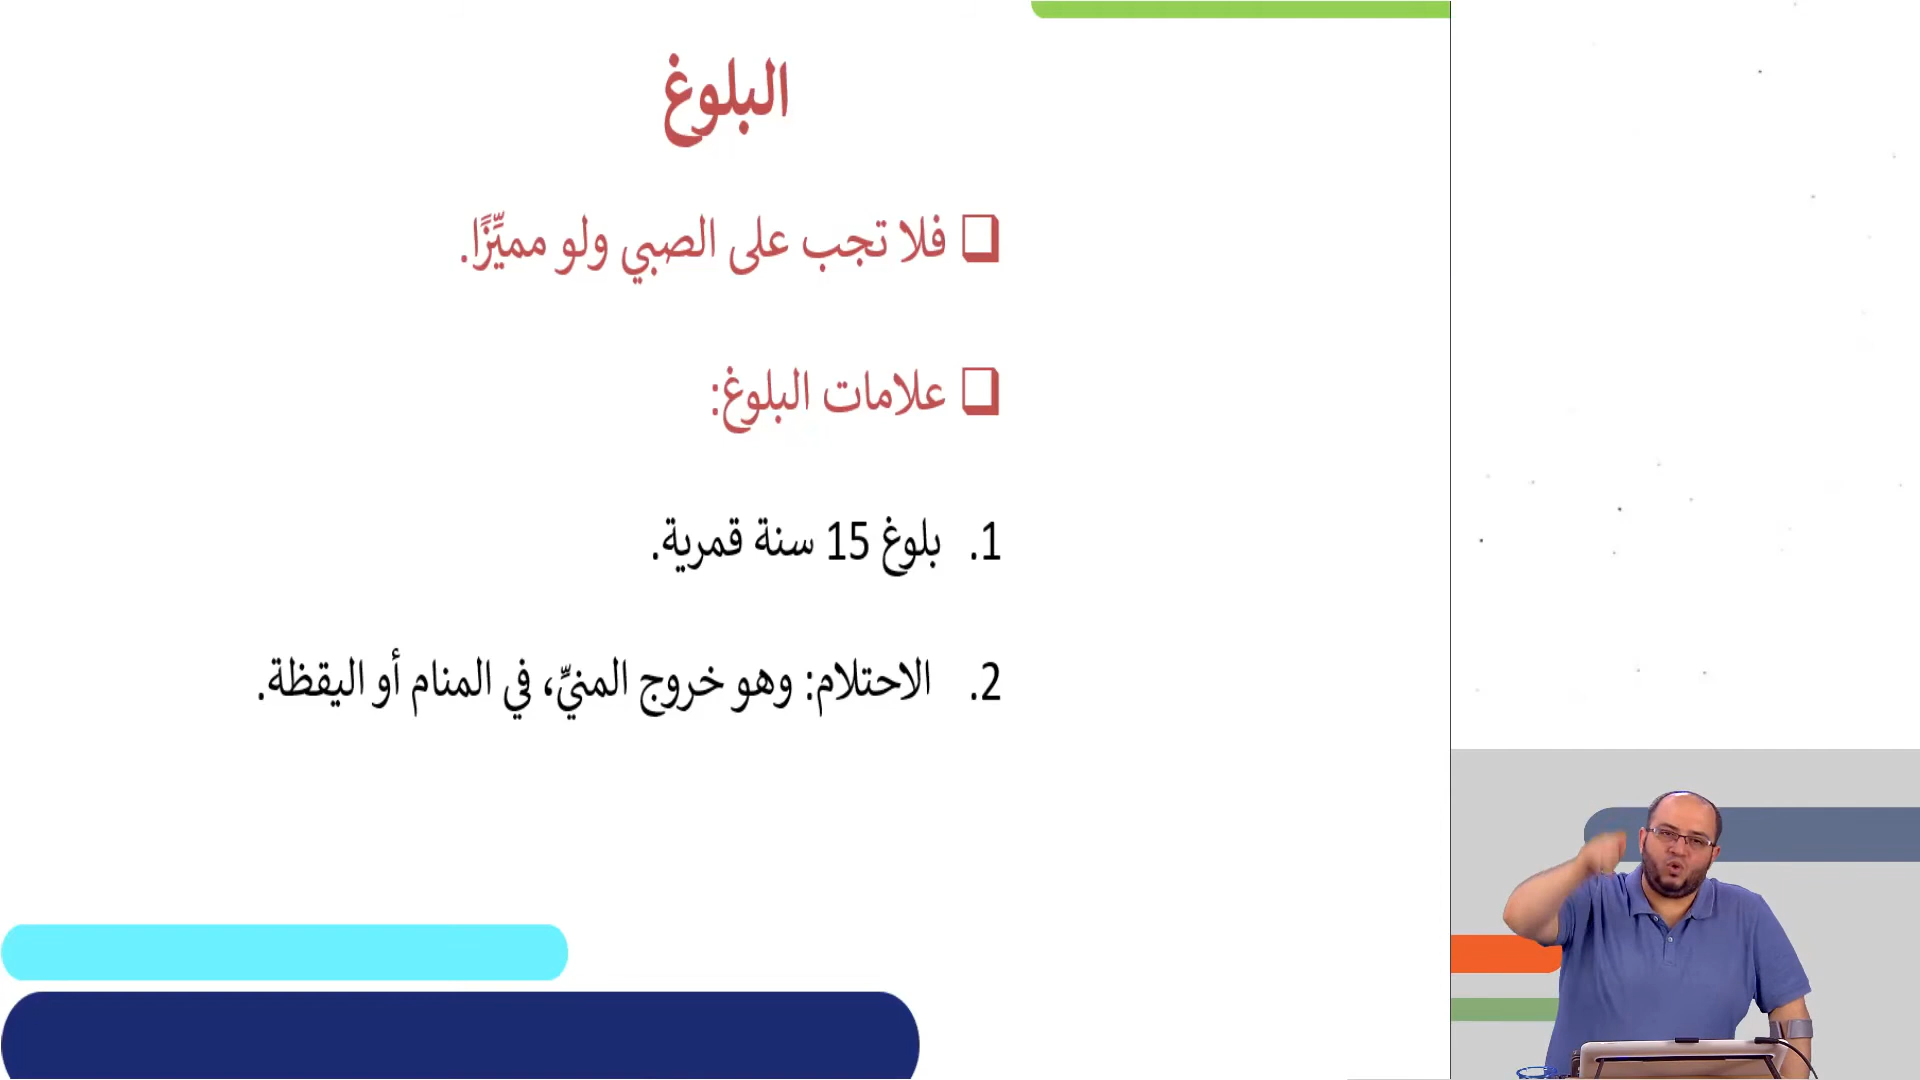 البلوغ
فلا تجب على الصبي ولو مميِّزًا.
علامات البلوغ:
1. بلوغ 15 سنة قمرية.
2. الاحتلام: وهو خروج المنيِّ، في المنام أو اليقظة.